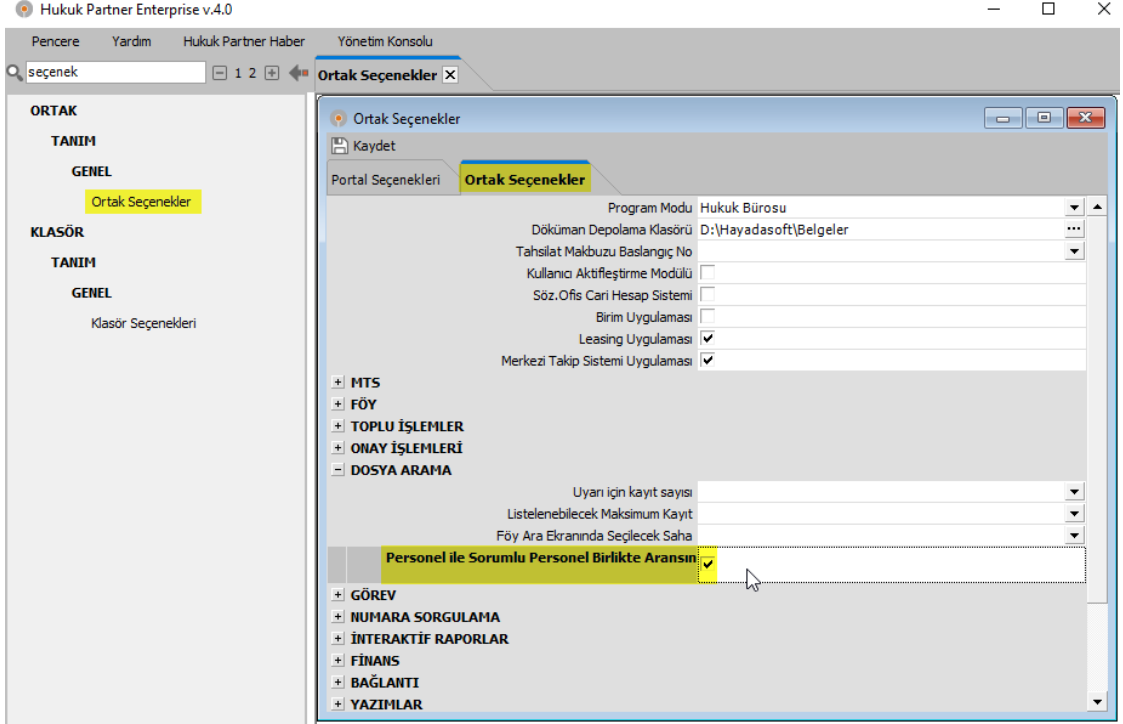 Hukuk Partner Enterprise v.4.0
Pencere Yardım Hukuk Partner Haber Yönetim Konsolu
seçenek 1 2 Ortak Seçenekler
ORTAK
TANIM
GENEL
Ortak Seçenekler
KLASÖR
TANIM
GENEL
Klasör Seçenekleri
Ortak Seçenekler
Kaydet
Portal Seçenekleri Ortak Seçenekler
Program Modu Hukuk Bürosu
Döküman Depolama Klasörü D:\Hayadasoft\Belgeler
Tahsilat Makbuzu Baslangıç No
Kullanıcı Aktifleştirme Modülü
Söz.Ofis Cari Hesap Sistemi
Birim Uygulaması
Leasing Uygulaması
Merkezi Takip Sistemi Uygulaması
MTS
FÖY
TOPLU İŞLEMLER
ONAY İŞLEMLERİ
DOSYA ARAMA
Uyarı için kayıt sayısı
Listelenebilecek Maksimum Kayıt
Föy Ara Ekranında Seçilecek Saha
Personel ile Sorumlu Personel Birlikte Aransın
GÖREV
NUMARA SORGULAMA
İNTERAKTİF RAPORLAR
FİNANS
BAĞLANTI
YAZIMLAR